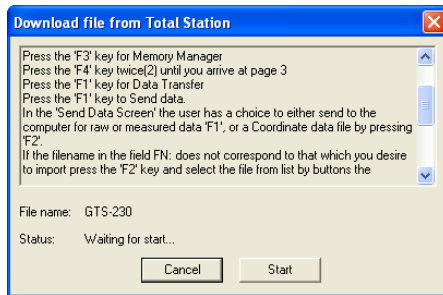 Download file from Total Station
Press the 'F3' key for Memory Manager
Press the 'F4' key twice(2) until you arrive at page 3
Press the 'F1' key for Data Transfer
Press the 'F1' key to Send data.
In the 'Send Data Screen' the user has a choice to either send to the
computer for raw or measured data 'F1', or a Coordinate data file by pressing
'F2'.
If the filename in the field FN: does not correspond to that which you desire
to import press the 'F2' key and select the file from list by buttons the
File name: GTS-230
Status: Waiting for start...
Cancel Start